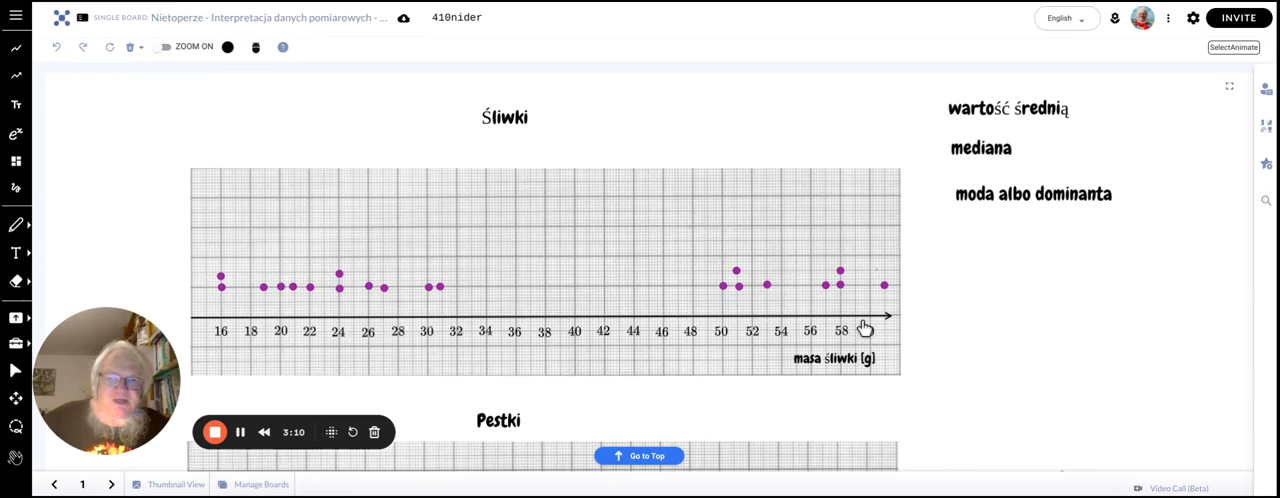 SINGLE BOARD: Nietoperze - Interpretacja danych pomiarowych - ...
410nider
English
INVITE
ZOOM ON
SelectAnimate
Śliwki
wartość średnią
mediana
moda albo dominanta
16 18 20 22 24 26 28 30 32 34 36 38 40 42 44 46 48 50 52 54 56 58
masa śliwki [g]
Pestki
3:10
Go to Top
1
Thumbnail View
Manage Boards
Video Call (Beta)